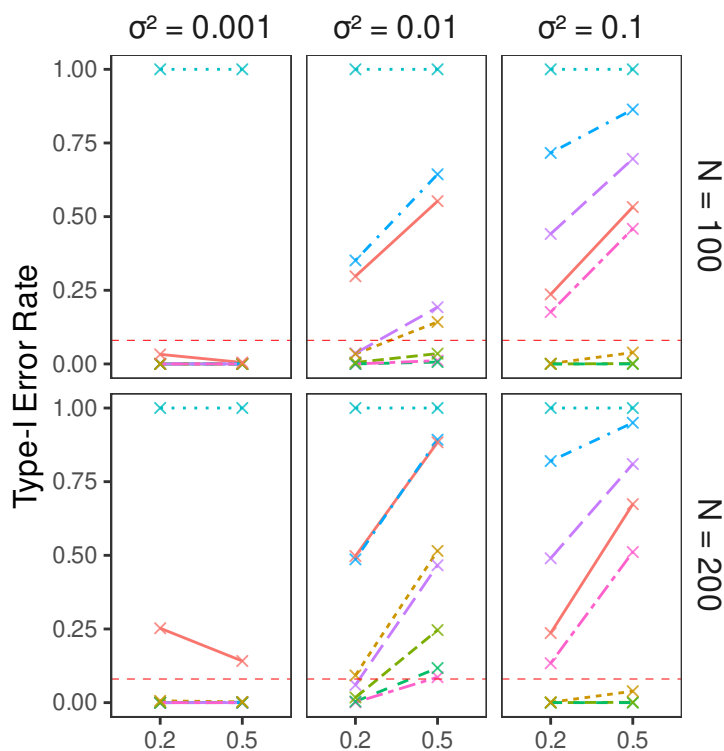 σ² = 0.001 σ² = 0.01 σ² = 0.1
Type-I Error Rate
1.00
0.75
0.50
0.25
0.00
N = 100
1.00
0.75
0.50
0.25
0.00
N = 200
0.2 0.5 0.2 0.5 0.2 0.5